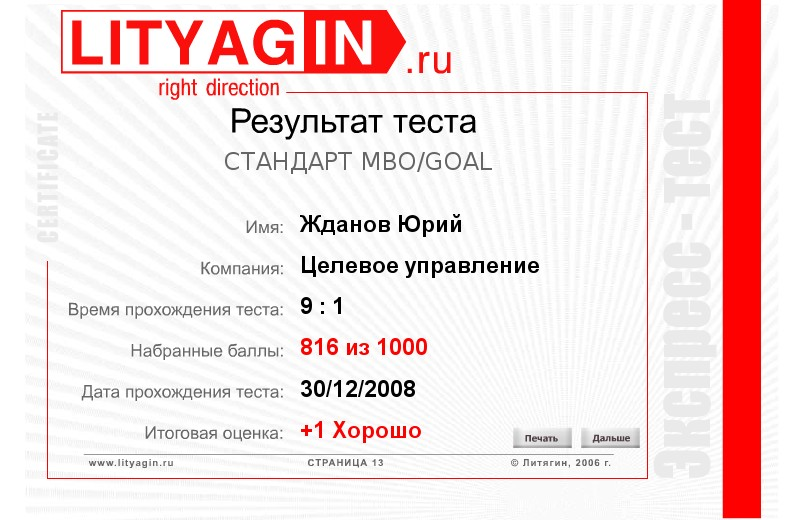 LITYAGIN.ru
right direction
Результат теста
СТАНДАРТ MBO/GOAL
CERTIFICATE
Экспресс - тест
Имя: Жданов Юрий
Компания: Целевое управление
Время прохождения теста: 9 : 1
Набранные баллы: 816 из 1000
Дата прохождения теста: 30/12/2008
Итоговая оценка: +1 Хорошо
Печать Дальше
www.lityagin.ru СТРАНИЦА 13 © Литягин, 2006 г.